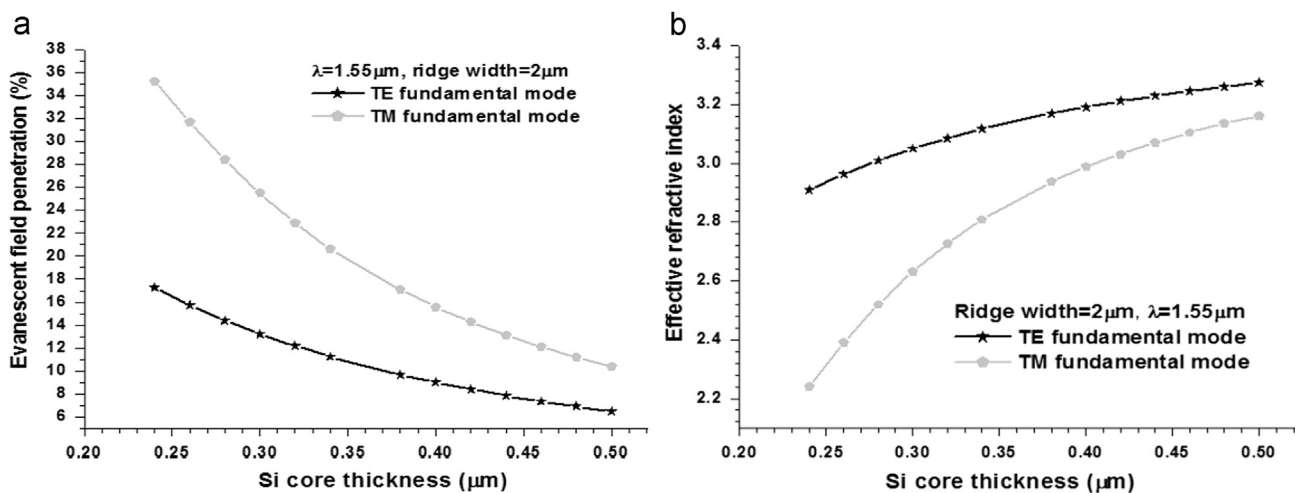 a
38
36
34
32
30
28
26
24
22
20
18
16
14
12
10
8
6
Evanescent field penetration (%)
λ=1.55μm, ridge width=2μm
TE fundamental mode
TM fundamental mode
0.20 0.25 0.30 0.35 0.40 0.45 0.50
Si core thickness (μm)
b
3.4
3.2
3.0
2.8
2.6
2.4
2.2
Effective refractive index
Ridge width=2μm, λ=1.55μm
TE fundamental mode
TM fundamental mode
0.20 0.25 0.30 0.35 0.40 0.45 0.50
Si core thickness (μm)